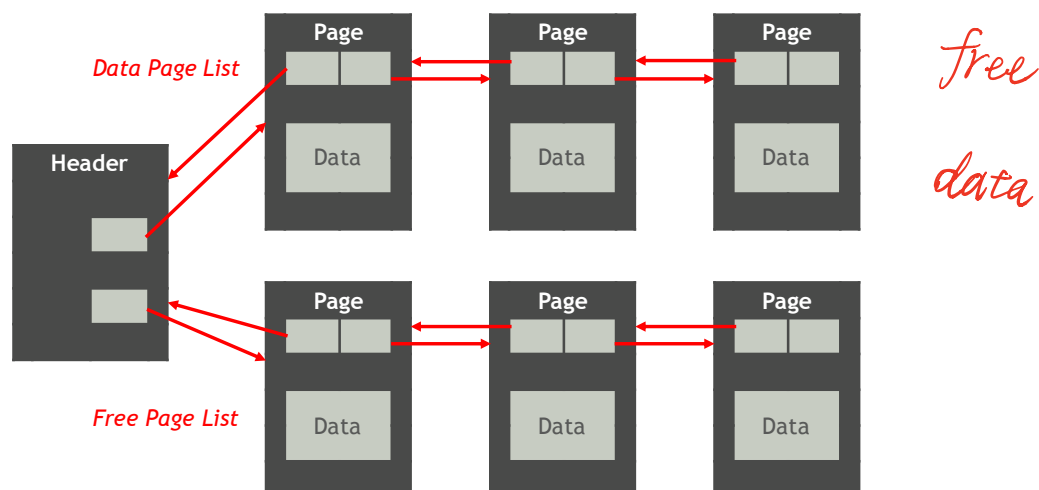 Page Page Page
Data Page List
free
Data Data Data
Header
data
Page Page Page
Free Page List
Data Data Data